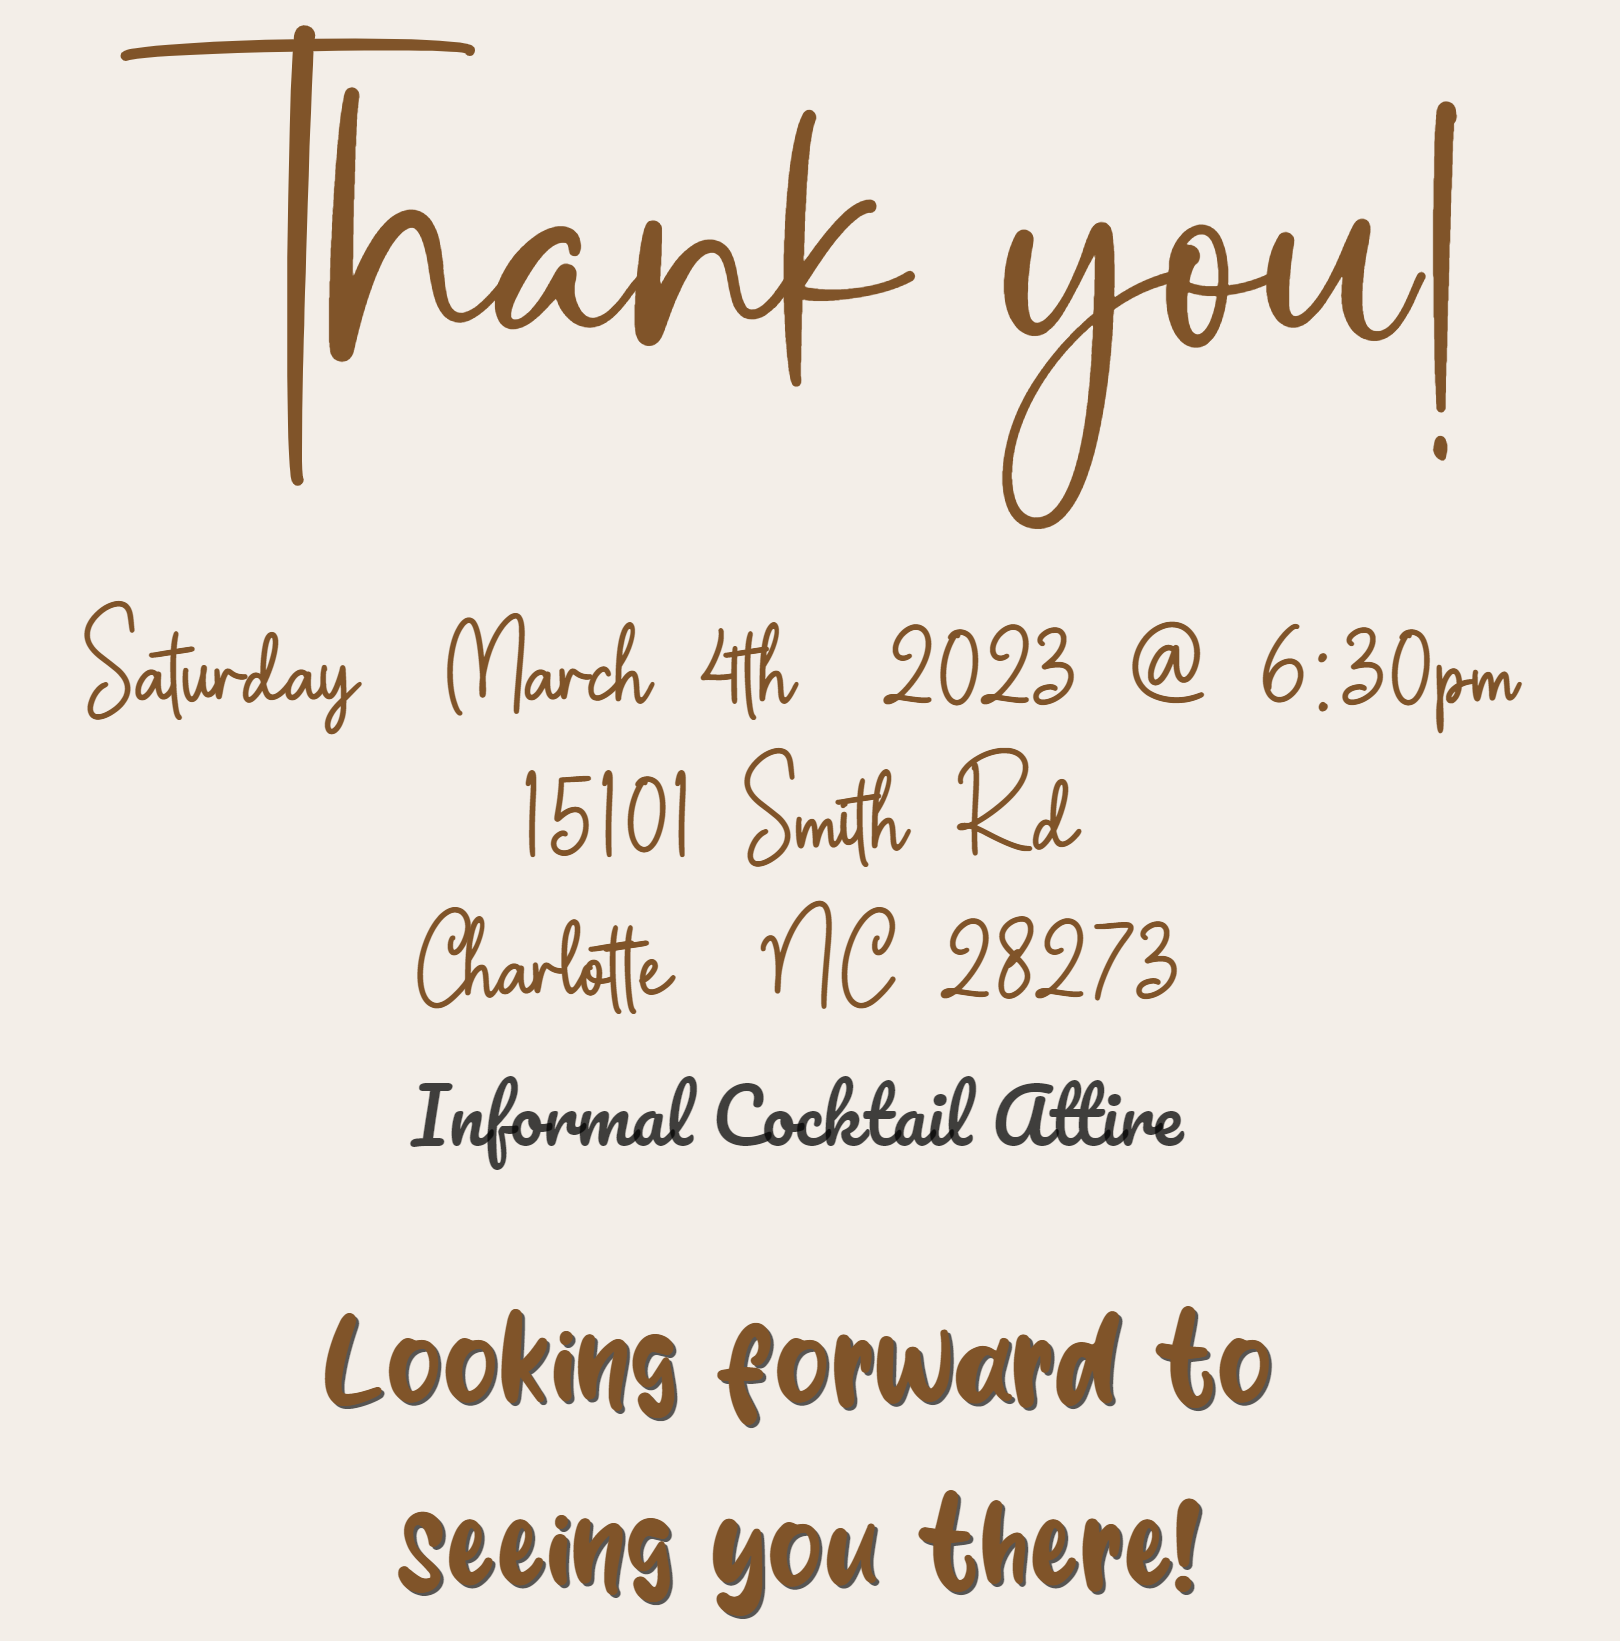 Thank you!
Saturday March 4th 2023 @ 6:30pm
15101 Smith Rd
Charlotte NC 28273
Informal Cocktail Attire
Looking forward to
seeing you there!